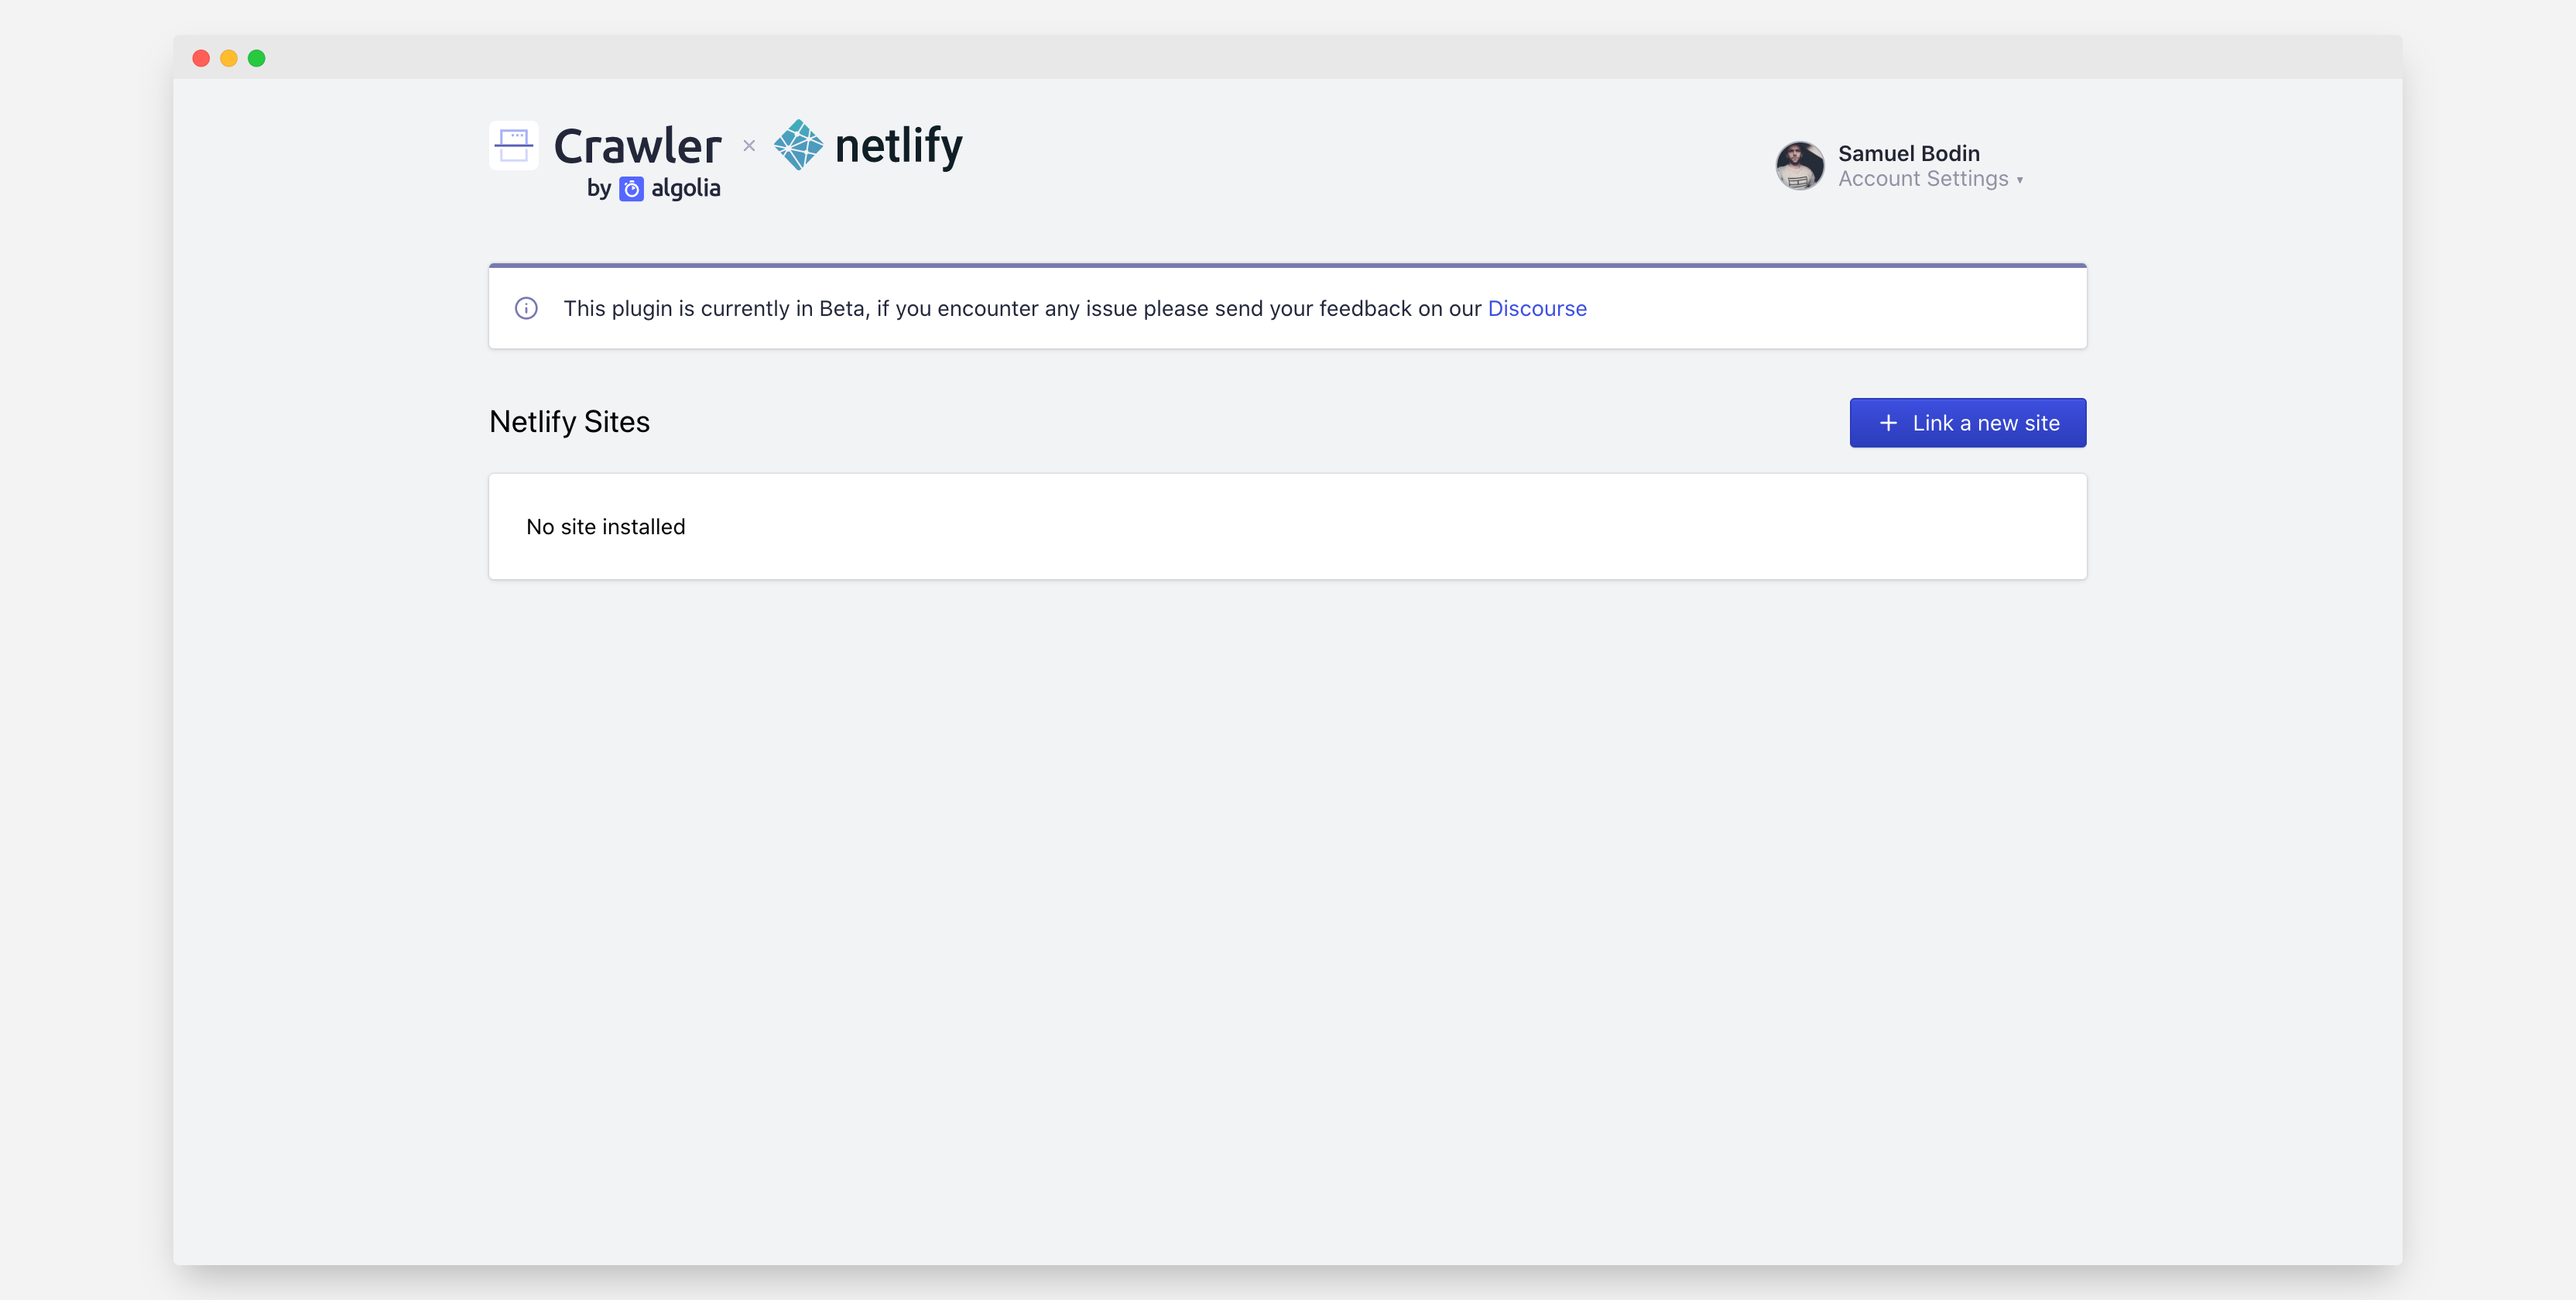 Crawler × netlify
by algolia
Samuel Bodin
Account Settings ▾
This plugin is currently in Beta, if you encounter any issue please send your feedback on our Discourse
Netlify Sites
+ Link a new site
No site installed